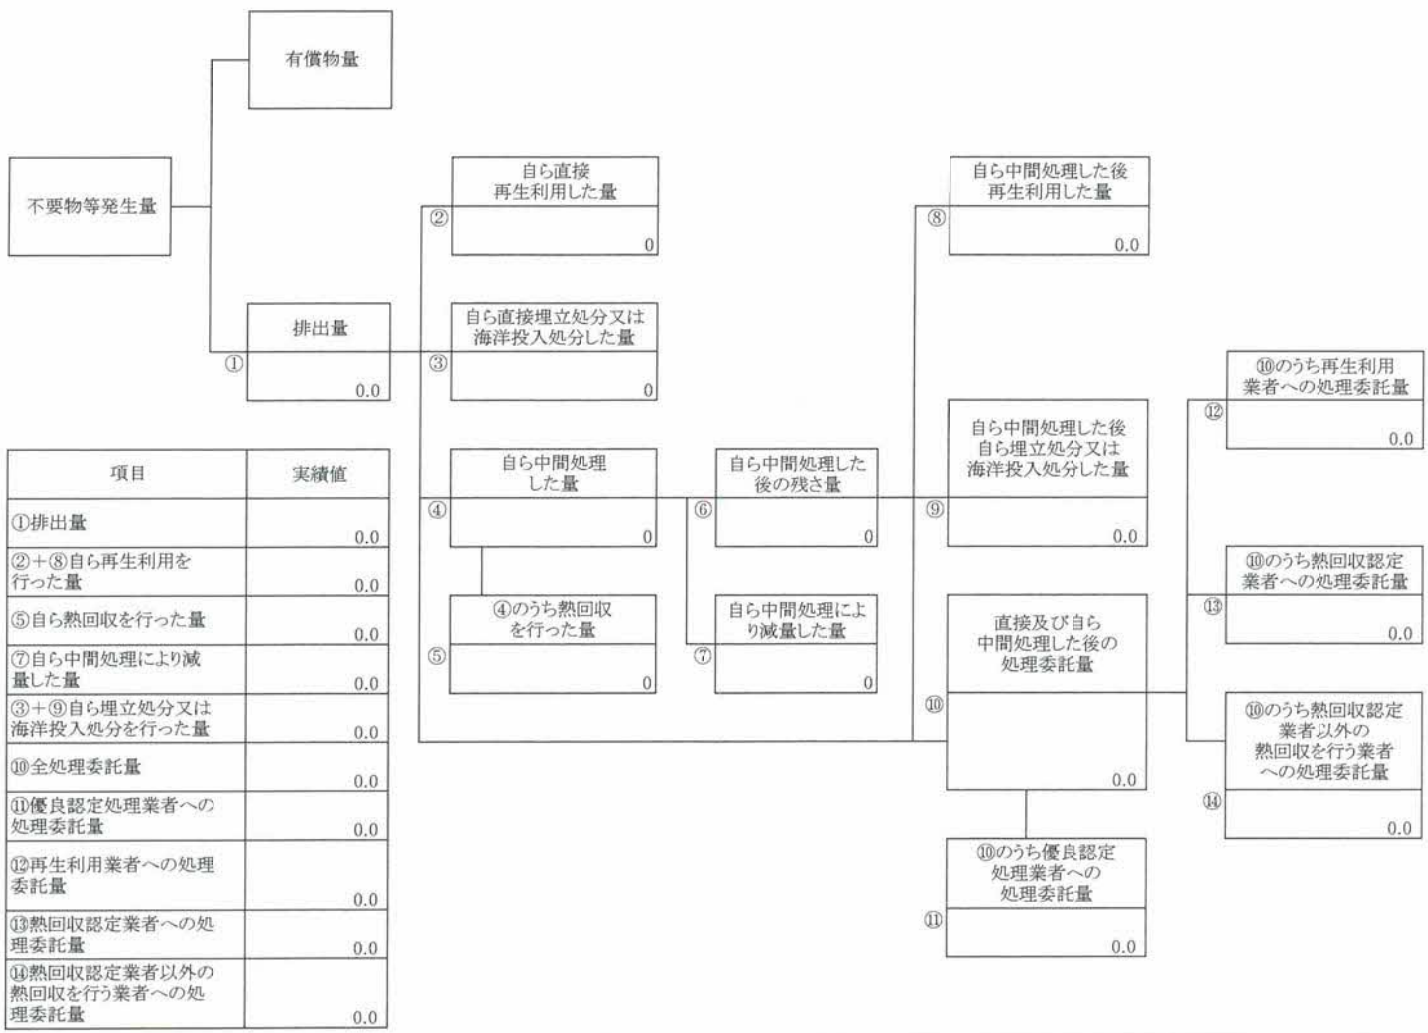 有償物量
不要物等発生量
自ら直接
再生利用した量
②
0
自ら中間処理した後
再生利用した量
⑧
0.0
排出量
①
0.0
自ら直接埋立処分又は
海洋投入処分した量
③
0
自ら中間処理
した量
④
0
自ら中間処理した
後の残さ量
⑥
0
自ら中間処理した後
自ら埋立処分又は
海洋投入処分した量
⑨
0.0
⑩のうち再生利用
業者への処理委託量
⑫
0.0
④のうち熱回収
を行った量
⑤
0
自ら中間処理によ
り減量した量
⑦
0
直接及び自ら
中間処理した後の
処理委託量
⑩
0.0
⑩のうち熱回収認定
業者への処理委託量
⑬
0.0
⑩のうち熱回収認定
業者以外の
熱回収を行う業者
への処理委託量
⑭
0.0
⑩のうち優良認定
処理業者への
処理委託量
⑪
0.0
項目 実績値
①排出量
0.0
②+⑧自ら再生利用を
行った量
0.0
⑤自ら熱回収を行った量
0.0
⑦自ら中間処理により減
量した量
0.0
③+⑨自ら埋立処分又は
海洋投入処分を行った量
0.0
⑩全処理委託量
0.0
⑪優良認定処理業者への
処理委託量
0.0
⑫再生利用業者への処理
委託量
0.0
⑬熱回収認定業者への処
理委託量
0.0
⑭熱回収認定業者以外の
熱回収を行う業者への処
理委託量
0.0